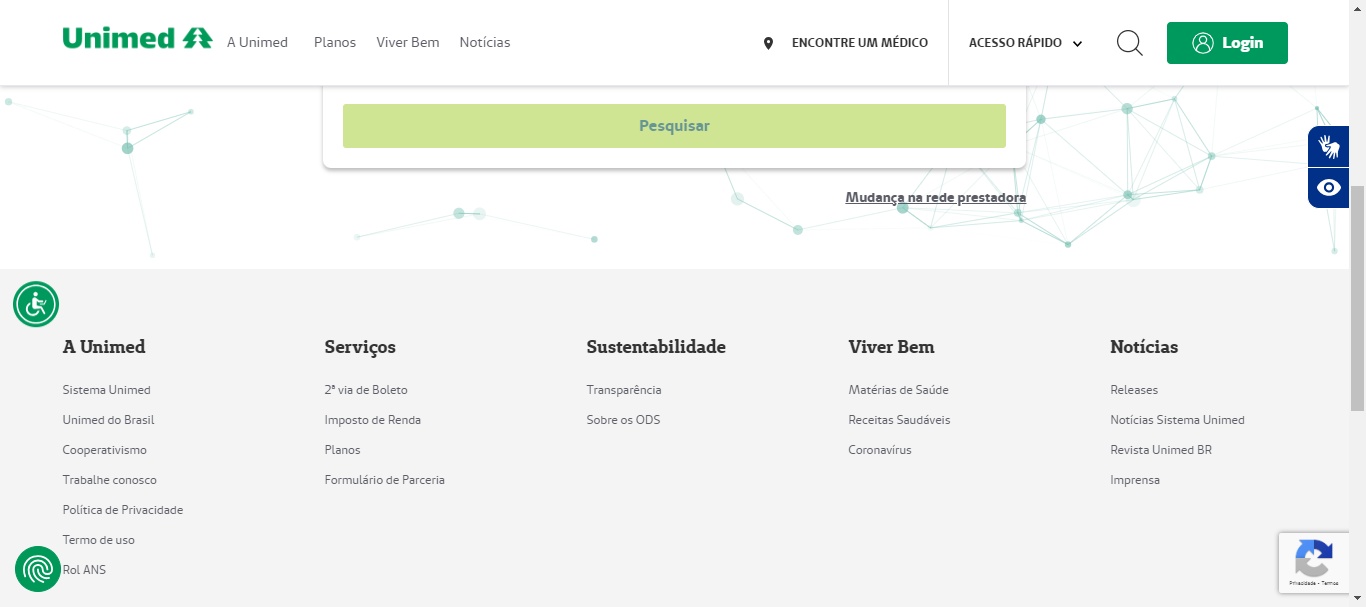 Unimed
A Unimed
Planos
Viver Bem
Notícias
ENCONTRE UM MÉDICO
ACESSO RÁPIDO
Login
Pesquisar
Mudança na rede prestadora
A Unimed
Sistema Unimed
Unimed do Brasil
Cooperativismo
Trabalhe conosco
Política de Privacidade
Termo de uso
Rol ANS
Serviços
2ª via de Boleto
Imposto de Renda
Planos
Formulário de Parceria
Sustentabilidade
Transparência
Sobre os ODS
Viver Bem
Matérias de Saúde
Receitas Saudáveis
Coronavírus
Notícias
Releases
Notícias Sistema Unimed
Revista Unimed BR
Imprensa
Privacidade - Termos